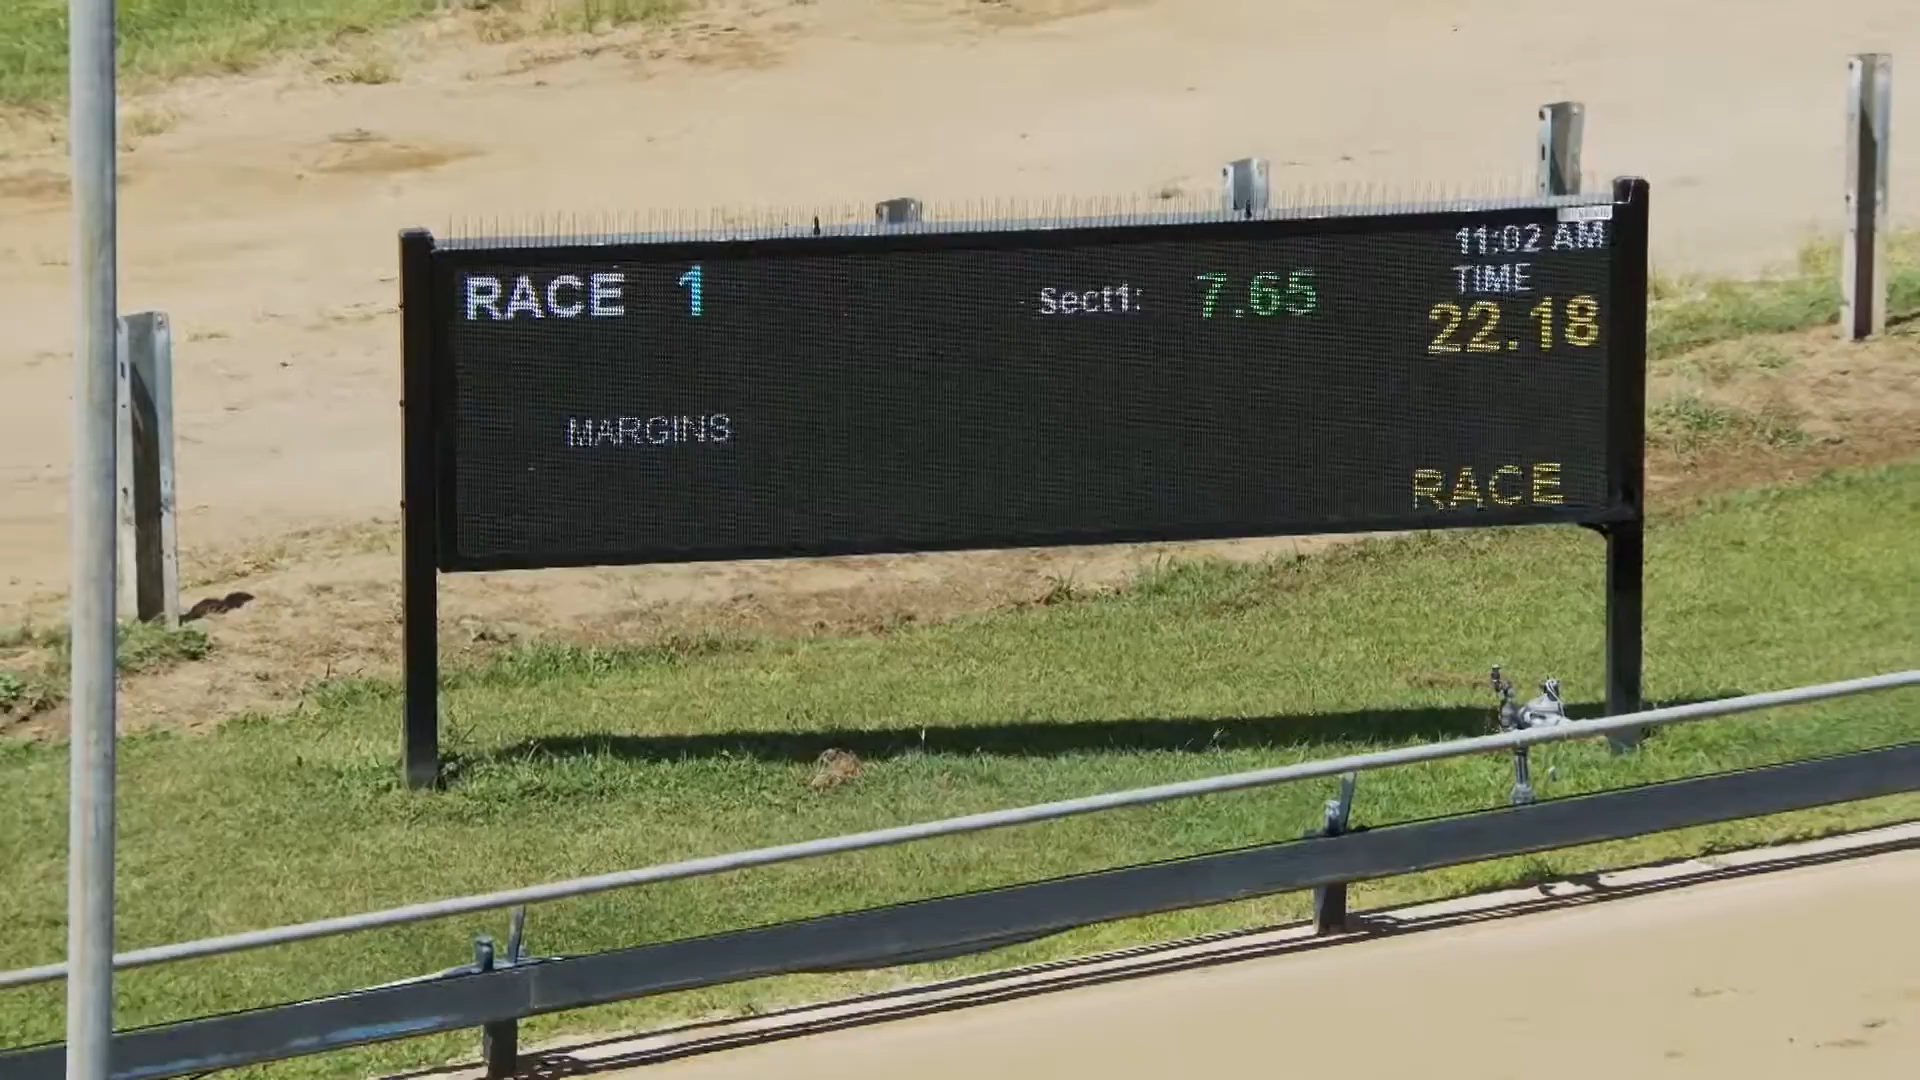 11:02 AM
RACE 1 Sect1: 7.65 TIME
22.18
MARGINS
RACE